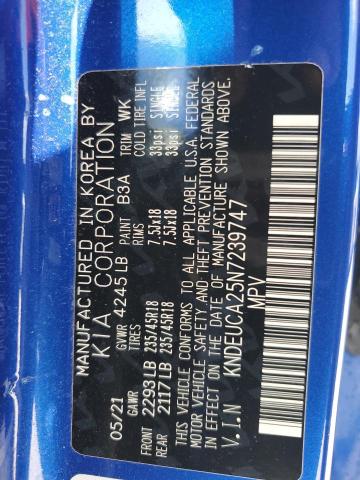 MANUFACTURED IN KOREA BY
KIA CORPORATION
05/21 GVWR 4245LB PAINT B3A TRIM WK
GAWR TIRES RIMS COLD TIRE INFL
FRONT 2293LB 235/45R18 7.5Jx18 33psi SINGLE
REAR 2117LB 235/45R18 7.5Jx18 33psi SINGLE
THIS VEHICLE CONFORMS TO ALL APPLICABLE U.S.A. FEDERAL
MOTOR VEHICLE SAFETY AND THEFT PREVENTION STANDARDS
IN EFFECT ON THE DATE OF MANUFACTURE SHOWN ABOVE.
V.I.N KNDEUCA25N7239747
MPV